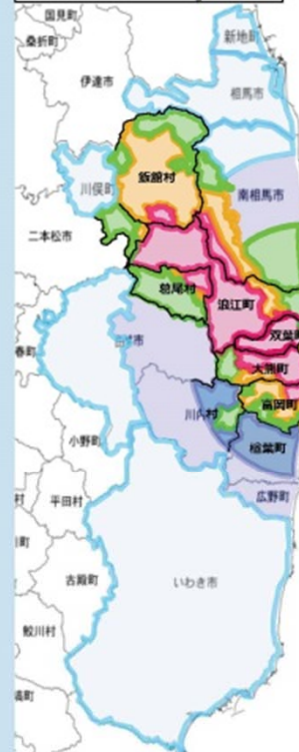 国見町
桑折町
新地町
伊達市
相馬市
川俣町
飯舘村
南相馬市
二本松市
葛尾村
浪江町
双葉町
大熊町
川内村
富岡町
小野町
楢葉町
広野町
平田村
いわき市
古殿町
鮫川村